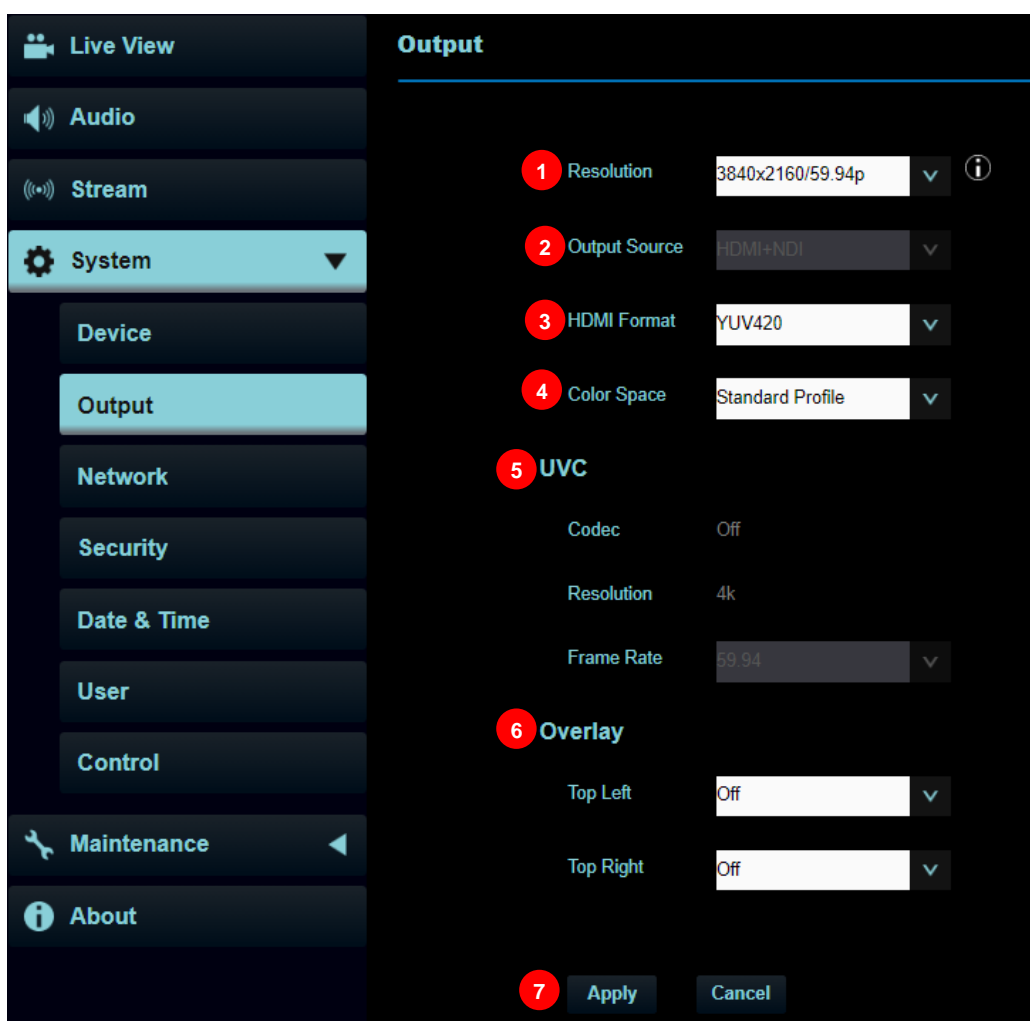 Live View
Audio
Stream
System
Device
Output
Network
Security
Date & Time
User
Control
Maintenance
About
Output
1 Resolution 3840x2160/59.94p
2 Output Source HDMI+NDI
3 HDMI Format YUV420
4 Color Space Standard Profile
5 UVC
Codec Off
Resolution 4k
Frame Rate 59.94
6 Overlay
Top Left Off
Top Right Off
7 Apply Cancel